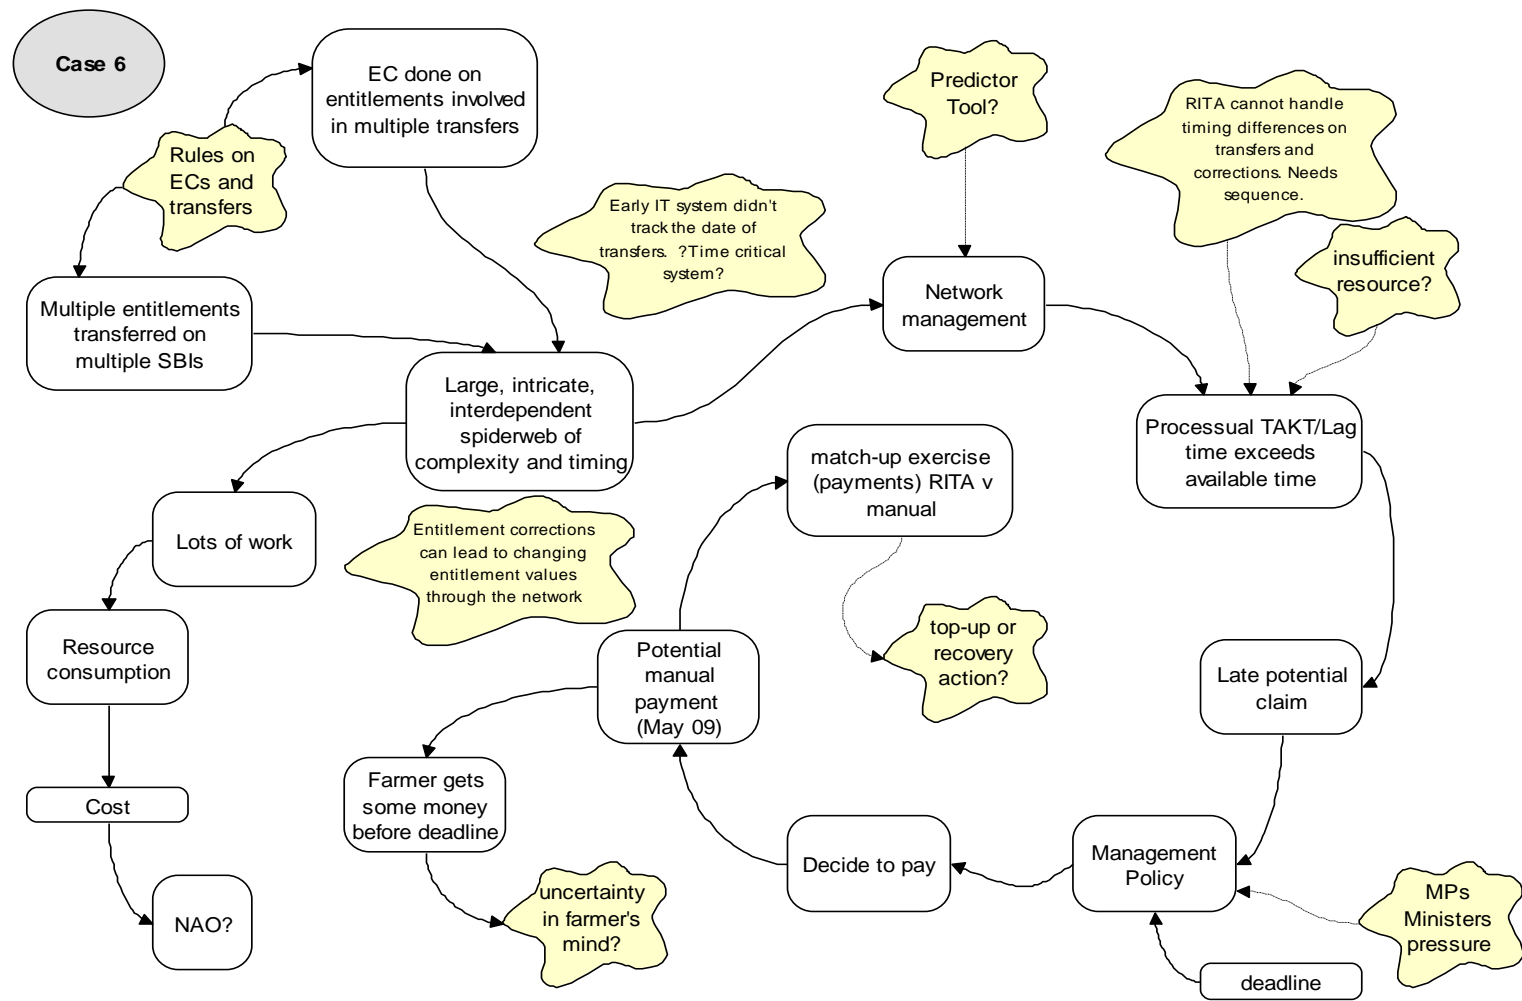 Case 6
EC done on
entitlements involved
in multiple transfers
Rules on
ECs and
transfers
Predictor
Tool?
RITA cannot handle
timing differences on
transfers and
corrections. Needs
sequence.
Early IT system didn't
track the date of
transfers. ?Time critical
system?
insufficient
resource?
Multiple entitlements
transferred on
multiple SBIs
Network
management
Large, intricate,
interdependent
spiderweb of
complexity and timing
Processual TAKT/Lag
time exceeds
available time
match-up exercise
(payments) RITA v
manual
Lots of work
Entitlement corrections
can lead to changing
entitlement values
through the network
Resource
consumption
top-up or
recovery
action?
Potential
manual
payment
(May 09)
Late potential
claim
Cost
Farmer gets
some money
before deadline
Decide to pay
Management
Policy
NAO?
uncertainty
in farmer's
mind?
MPs
Ministers
pressure
deadline